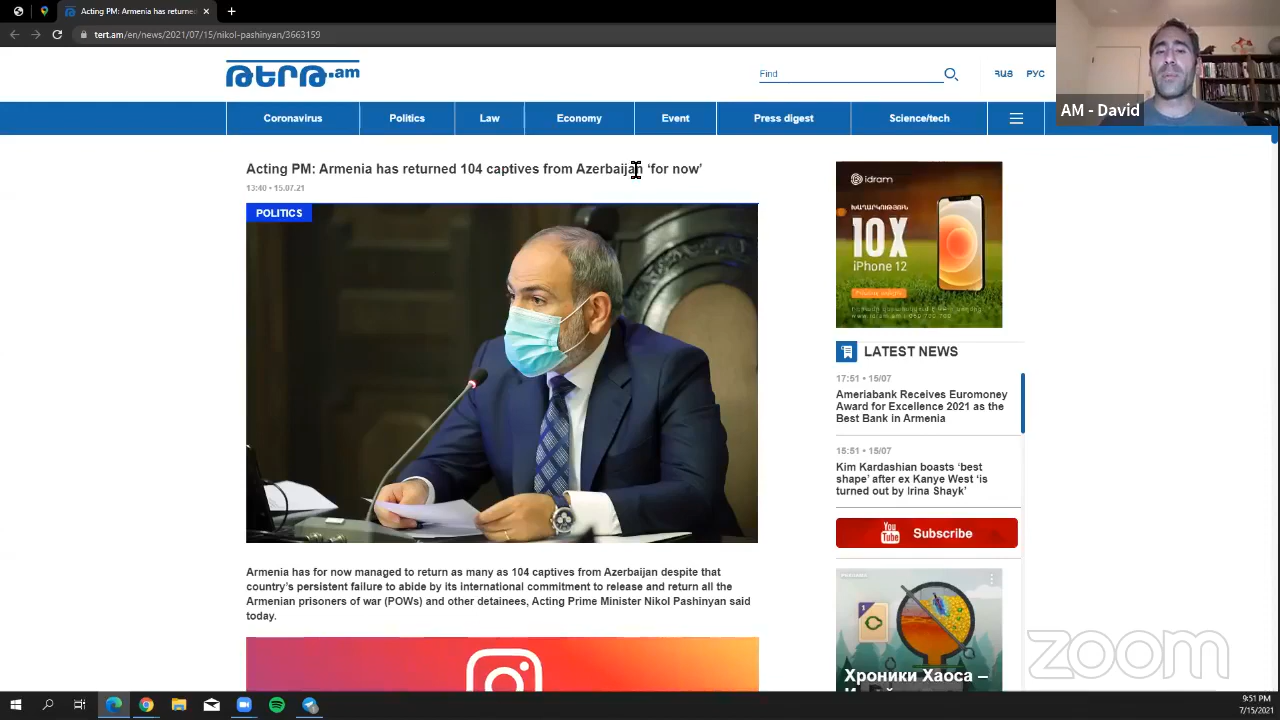 Acting PM: Armenia has returned
tert.am/en/news/2021/07/15/nikol-pashinyan/3663159
.am
Find
ՀԱՅ РУС
AM - David
Coronavirus Politics Law Economy Event Press digest Science/tech
Acting PM: Armenia has returned 104 captives from Azerbaijan ‘for now’
13:40 • 15.07.21
POLITICS
idram
ԽԱՂԱՐԿՈՒԹՅՈՒՆ
10X
iPhone 12
LATEST NEWS
17:51 • 15/07
Ameriabank Receives Euromoney
Award for Excellence 2021 as the
Best Bank in Armenia
15:51 • 15/07
Kim Kardashian boasts ‘best
shape’ after ex Kanye West ‘is
turned out by Irina Shayk’
You
Tube
Subscribe
Armenia has for now managed to return as many as 104 captives from Azerbaijan despite that
country’s persistent failure to abide by its international commitment to release and return all the
Armenian prisoners of war (POWs) and other detainees, Acting Prime Minister Nikol Pashinyan said
today.
1
Хроники Хаоса –
zoom
9:51 PM
7/15/2021